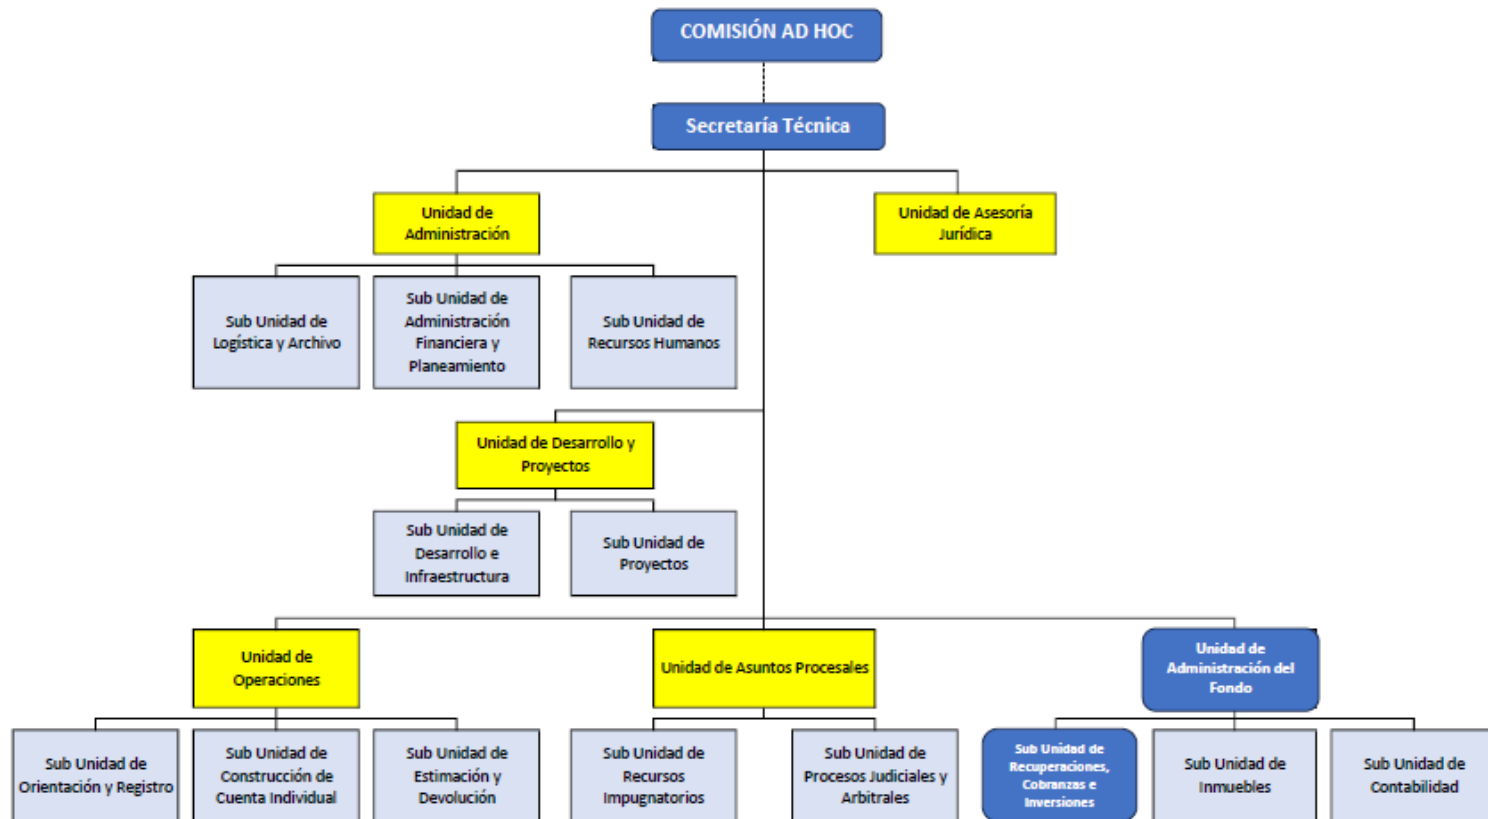 COMISIÓN AD HOC
Secretaría Técnica
Unidad de
Administración
Unidad de Asesoría
Jurídica
Sub Unidad de
Logística y Archivo
Sub Unidad de
Administración
Financiera y
Planeamiento
Sub Unidad de
Recursos Humanos
Unidad de Desarrollo y
Proyectos
Sub Unidad de
Desarrollo e
Infraestructura
Sub Unidad de
Proyectos
Unidad de
Operaciones
Unidad de Asuntos Procesales
Unidad de
Administración del
Fondo
Sub Unidad de
Orientación y Registro
Sub Unidad de
Construcción de
Cuenta Individual
Sub Unidad de
Estimación y
Devolución
Sub Unidad de
Recursos
Impugnatorios
Sub Unidad de
Procesos Judiciales y
Arbitrales
Sub Unidad de
Recuperaciones,
Cobranzas e
Inversiones
Sub Unidad de
Inmuebles
Sub Unidad de
Contabilidad